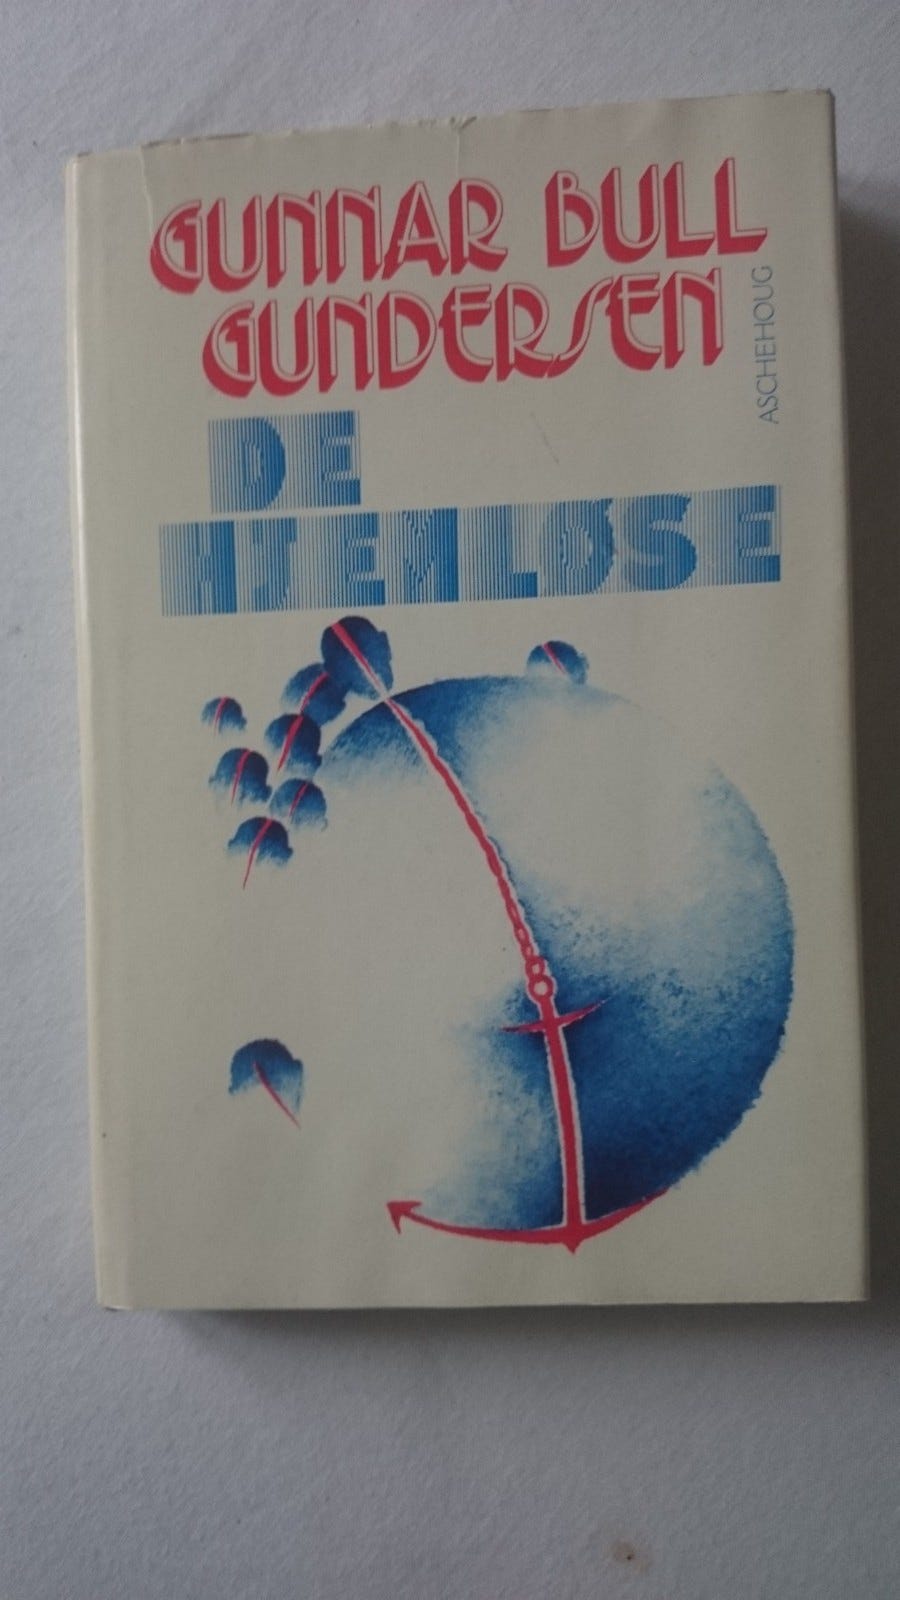 GUNNAR BULL
GUNDERSEN
ASCHEHOUG
DE
HJEMLØSE